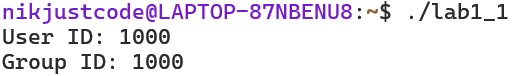 nikjustcode@LAPTOP-87NBENU8:~$ ./lab1_1
User ID: 1000
Group ID: 1000